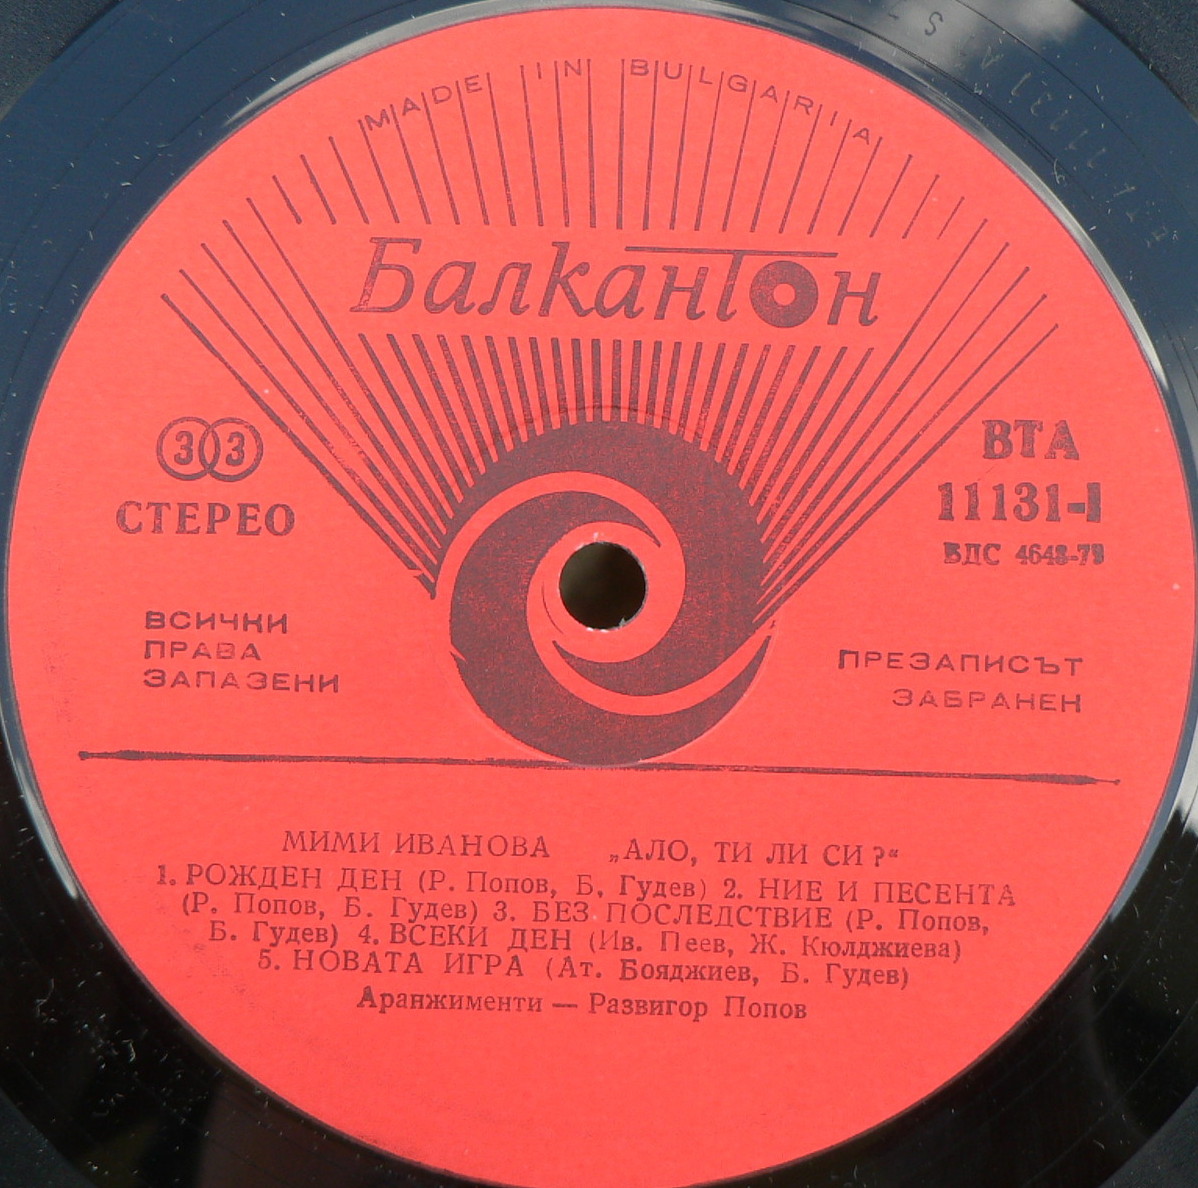 MADE IN BULGARIA
Балкантон
33
СТЕРЕО
ВТА
11131-I
БДС 4643-73
ВСИЧКИ
ПРАВА
ЗАПАЗЕНИ
ПРЕЗАПИСЪТ
ЗАБРАНЕН
МИМИ ИВАНОВА „АЛО, ТИ ЛИ СИ?“
1. РОЖДЕН ДЕН (Р. Попов, Б. Гудев) 2. НИЕ И ПЕСЕНТА
(Р. Попов, Б. Гудев) 3. БЕЗ ПОСЛЕДСТВИЕ (Р. Попов,
Б. Гудев) 4. ВСЕКИ ДЕН (Ив. Пеев, Ж. Кюлджиева)
5. НОВАТА ИГРА (Ат. Бояджиев, Б. Гудев)
Аранжименти — Развигор Попов